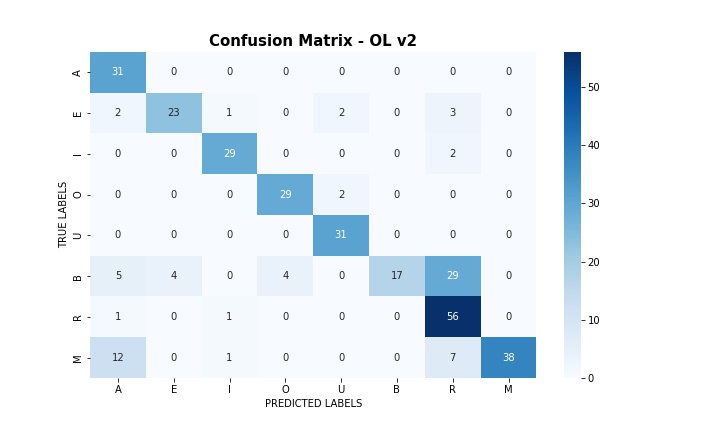 Confusion Matrix - OL v2
A 31 0 0 0 0 0 0 0
E 2 23 1 0 2 0 3 0
I 0 0 29 0 0 0 2 0
O 0 0 0 29 2 0 0 0
U 0 0 0 0 31 0 0 0
B 5 4 0 4 0 17 29 0
R 1 0 1 0 0 0 56 0
M 12 0 1 0 0 0 7 38
A E I O U B R M
TRUE LABELS
PREDICTED LABELS
50
40
30
20
10
0